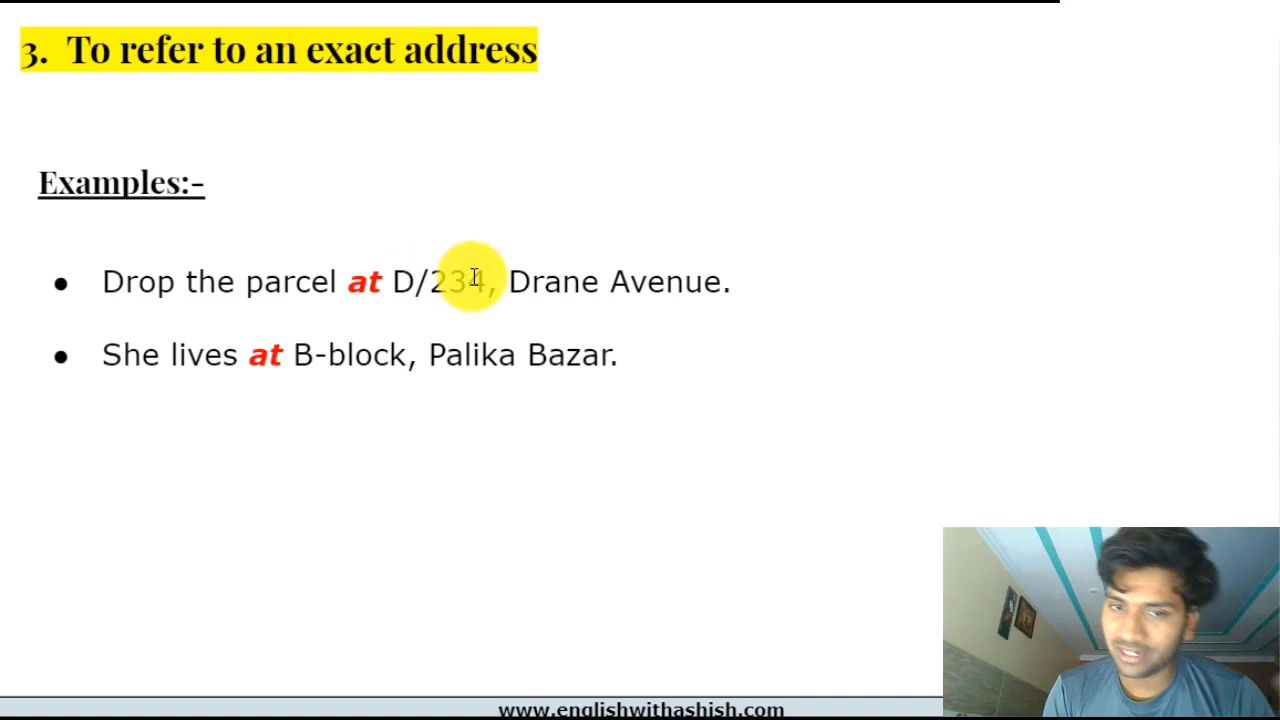 3. To refer to an exact address
Examples:-
● Drop the parcel at D/234, Drane Avenue.
● She lives at B-block, Palika Bazar.
www.englishwithashish.com